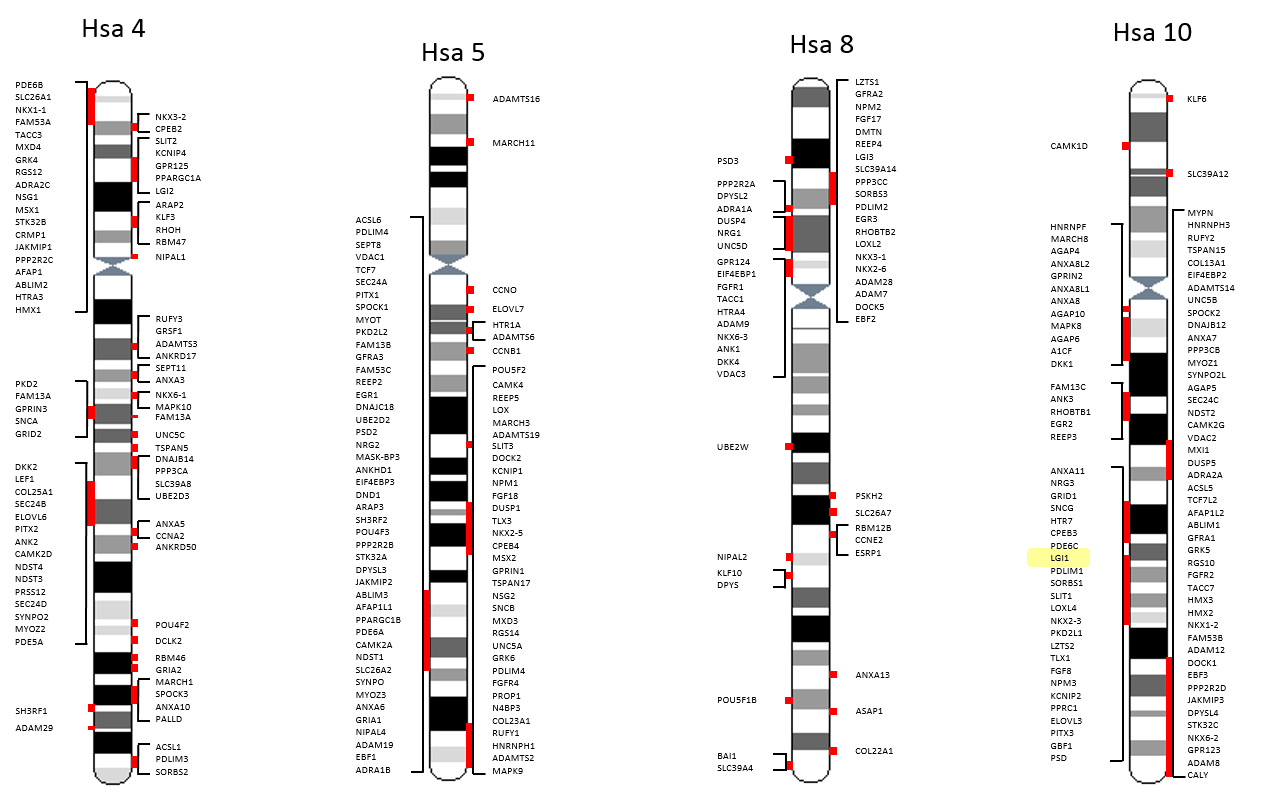 Hsa 4
PDE6B
SLC26A1
NKX1-1
FAM53A
TACC3
MXD4
GRK4
RGS12
ADRA2C
NSG1
MSX1
STK32B
CRMP1
JAKMIP1
PPP2R2C
AFAP1
ABLIM2
HTRA3
HMX1
PKD2
FAM13A
GPRIN3
SNCA
GRID2
DKK2
LEF1
COL25A1
SEC24B
ELOVL6
PITX2
ANK2
CAMK2D
NDST4
NDST3
PRSS12
SEC24D
SYNPO2
MYOZ2
PDE5A
SH3RF1
ADAM29
NKX3-2
CPEB2
SLIT2
KCNIP4
GPR125
PPARGC1A
LGI2
ARAP2
KLF3
RHOH
RBM47
NIPAL1
RUFY3
GRSF1
ADAMTS3
ANKRD17
SEPT11
ANXA3
NKX6-1
MAPK10
FAM13A
UNC5C
TSPAN5
DNAJB14
PPP3CA
SLC39A8
UBE2D3
ANXA5
CCNA2
ANKRD50
POU4F2
DCLK2
RBM46
GRIA2
MARCH1
SPOCK3
ANXA10
PALLD
ACSL1
PDLIM3
SORBS2
Hsa 5
ACSL6
PDLIM4
SEPT8
VDAC1
TCF7
SEC24A
PITX1
SPOCK1
MYOT
PKD2L2
FAM13B
GFRA3
FAM53C
REEP2
EGR1
DNAJC18
UBE2D2
PSD2
NRG2
MASK-BP3
ANKHD1
EIF4EBP3
DND1
ARAP3
SH3RF2
POU4F3
PPP2R2B
STK32A
DPYSL3
JAKMIP2
ABLIM3
AFAP1L1
PPARGC1B
PDE6A
CAMK2A
NDST1
SLC26A2
SYNPO
MYOZ3
ANXA6
GRIA1
NIPAL4
ADAM19
EBF1
ADRA1B
ADAMTS16
MARCH11
CCNO
ELOVL7
HTR1A
ADAMTS6
CCNB1
POU5F2
CAMK4
REEP5
LOX
MARCH3
ADAMTS19
SLIT3
DOCK2
KCNIP1
NPM1
FGF18
DUSP1
TLX3
NKX2-5
CPEB4
MSX2
GPRIN1
TSPAN17
NSG2
SNCB
MXD3
RGS14
UNC5A
GRK6
PDLIM4
FGFR4
PROP1
N4BP3
COL23A1
RUFY1
HNRNPH1
ADAMTS2
MAPK9
Hsa 8
PSD3
PPP2R2A
DPYSL2
ADRA1A
DUSP4
NRG1
UNC5D
GPR124
EIF4EBP1
FGFR1
TACC1
HTRA4
ADAM9
NKX6-3
ANK1
DKK4
VDAC3
UBE2W
NIPAL2
KLF10
DPYS
POU5F1B
BAI1
SLC39A4
LZTS1
GFRA2
NPM2
FGF17
DMTN
REEP4
LGI3
SLC39A14
PPP3CC
SORBS3
PDLIM2
EGR3
RHOBTB2
LOXL2
NKX3-1
NKX2-6
ADAM28
ADAM7
DOCK5
EBF2
PSKH2
SLC26A7
RBM12B
CCNE2
ESRP1
ANXA13
ASAP1
COL22A1
Hsa 10
CAMK1D
HNRNPF
MARCH8
AGAP4
ANXA8L2
GPRIN2
ANXA8L1
ANXA8
AGAP10
MAPK8
AGAP6
A1CF
DKK1
FAM13C
ANK3
RHOBTB1
EGR2
REEP3
ANXA11
NRG3
GRID1
SNCG
HTR7
CPEB3
PDE6C
LGI1
PDLIM1
SORBS1
SLIT1
LOXL4
NKX2-3
PKD2L1
LZTS2
TLX1
FGF8
NPM3
KCNIP2
PPRC1
ELOVL3
PITX3
GBF1
PSD
KLF6
SLC39A12
MYPN
HNRNPH3
RUFY2
TSPAN15
COL13A1
EIF4EBP2
ADAMTS14
UNC5B
SPOCK2
DNAJB12
ANXA7
PPP3CB
MYOZ1
SYNPO2L
AGAP5
SEC24C
NDST2
CAMK2G
VDAC2
MXI1
DUSP5
ADRA2A
ACSL5
TCF7L2
AFAP1L2
ABLIM1
GFRA1
GRK5
RGS10
FGFR2
TACC7
HMX3
HMX2
NKX1-2
FAM53B
ADAM12
DOCK1
EBF3
PPP2R2D
JAKMIP3
DPYSL4
STK32C
NKX6-2
GPR123
ADAM8
CALY